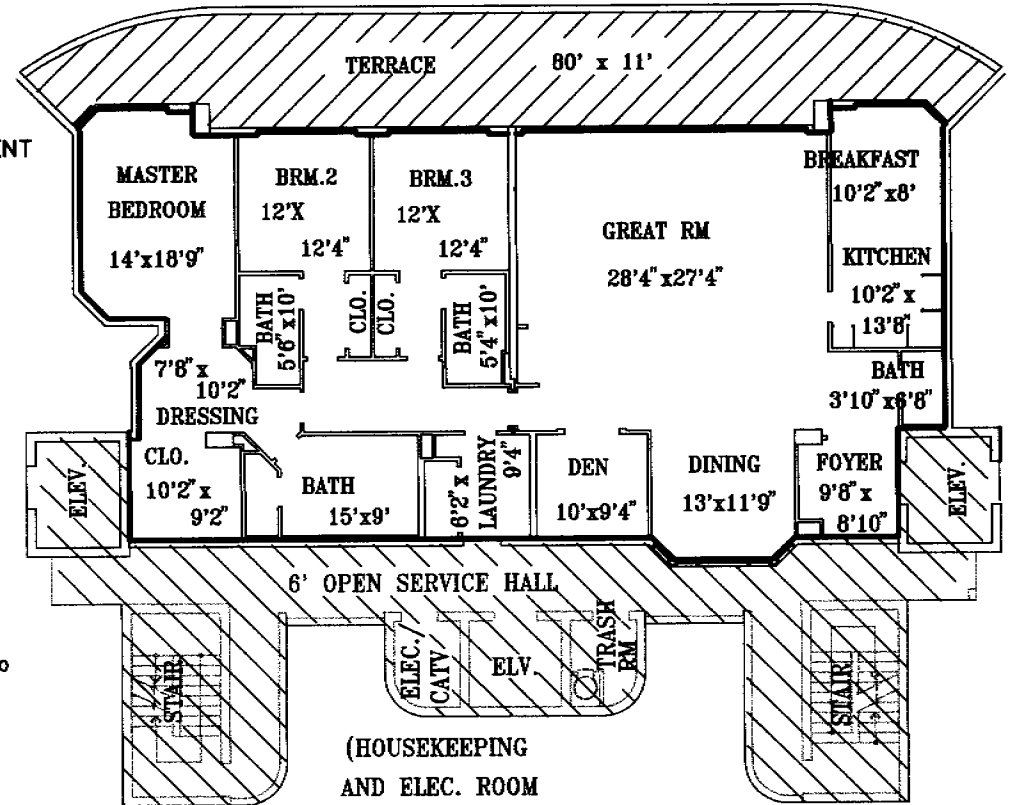 TERRACE 80' x 11'
ENT
MASTER
BEDROOM
14'x18'9"
BRM.2
12'X
12'4"
BRM.3
12'X
12'4"
GREAT RM
28'4"x27'4"
BREAKFAST
10'2"x8'
KITCHEN
10'2" x
13'8"
BATH
5'6"x10'
CLO.
CLO.
BATH
5'4"x10'
BATH
3'10"x6'8"
7'8" x
10'2"
DRESSING
CLO.
10'2" x
9'2"
BATH
15'x9'
6'2" x
9'4"
LAUNDRY
DEN
10'x9'4"
DINING
13'x11'9"
FOYER
9'8" x
8'10"
ELEV.
ELEV.
6' OPEN SERVICE HALL
ELEC./
CATV.
ELV.
TRASH
RM
STAIR
STAIR
o
(HOUSEKEEPING
AND ELEC. ROOM